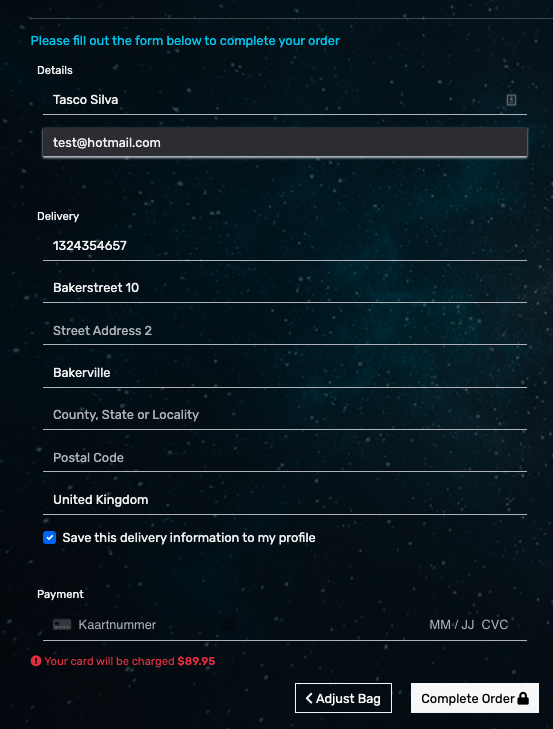 Please fill out the form below to complete your order
Details
Tasco Silva
test@hotmail.com
Delivery
1324354657
Bakerstreet 10
Street Address 2
Bakerville
County, State or Locality
Postal Code
United Kingdom
Save this delivery information to my profile
Payment
Kaartnummer MM / JJ CVC
Your card will be charged $89.95
Adjust Bag Complete Order